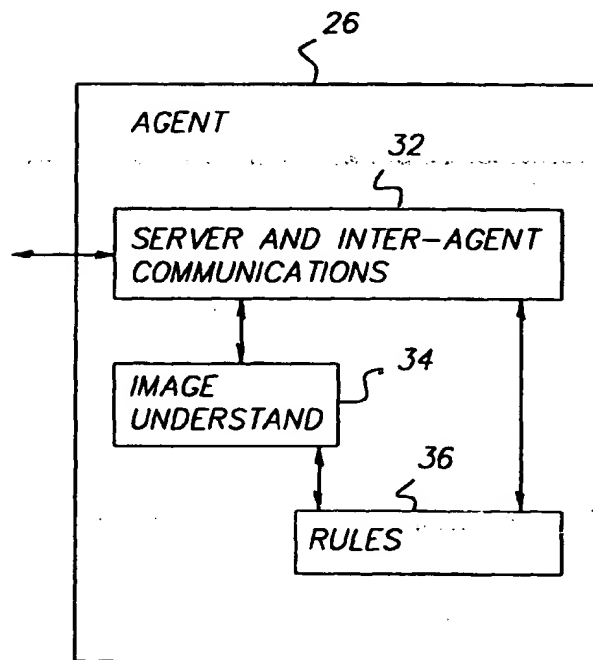 26
AGENT
32
SERVER AND INTER-AGENT
COMMUNICATIONS
34
IMAGE
UNDERSTAND
36
RULES